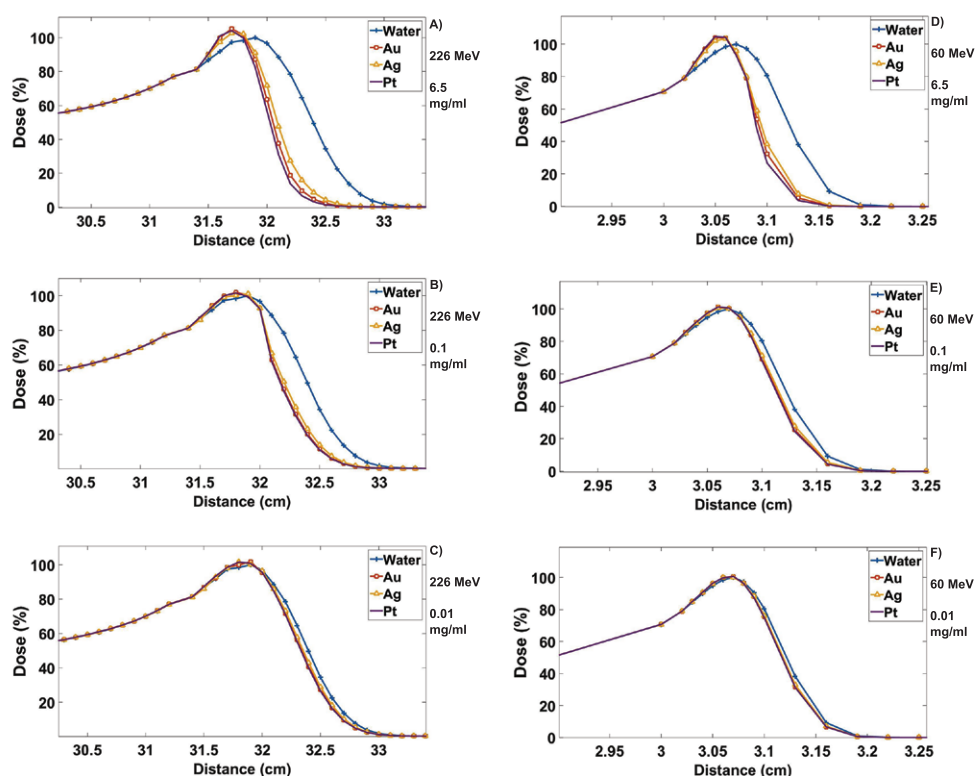 A)
226 MeV
6.5
mg/ml
Water
Au
Ag
Pt
Dose (%)
100
80
60
40
20
0
30.5 31 31.5 32 32.5 33
Distance (cm)
D)
60 MeV
6.5
mg/ml
Water
Au
Ag
Pt
Dose (%)
100
80
60
40
20
0
2.95 3 3.05 3.1 3.15 3.2 3.25
Distance (cm)
B)
226 MeV
0.1
mg/ml
Water
Au
Ag
Pt
Dose (%)
100
80
60
40
20
30.5 31 31.5 32 32.5 33
Distance (cm)
E)
60 MeV
0.1
mg/ml
Water
Au
Ag
Pt
Dose (%)
100
80
60
40
20
0
2.95 3 3.05 3.1 3.15 3.2 3.25
Distance (cm)
C)
226 MeV
0.01
mg/ml
Water
Au
Ag
Pt
Dose (%)
100
80
60
40
20
30.5 31 31.5 32 32.5 33
Distance (cm)
F)
60 MeV
0.01
mg/ml
Water
Au
Ag
Pt
Dose (%)
100
80
60
40
20
0
2.95 3 3.05 3.1 3.15 3.2 3.25
Distance (cm)